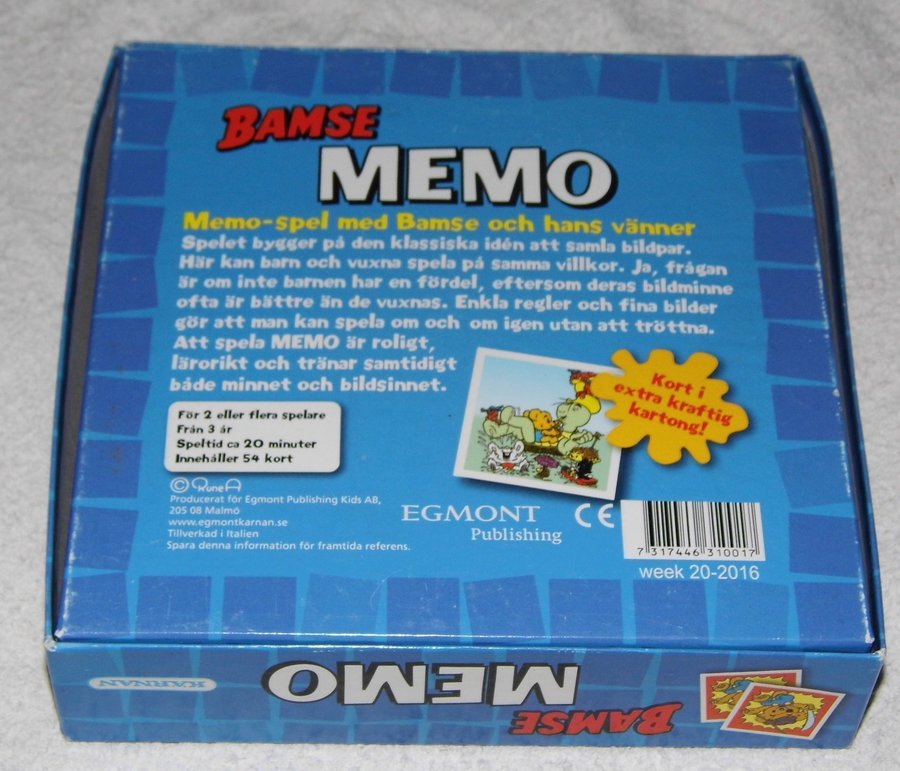 BAMSE
MEMO
Memo-spel med Bamse och hans vänner
Spelet bygger på den klassiska idén att samla bildpar.
Här kan barn och vuxna spela på samma villkor. Ja, frågan
är om inte barnen har en fördel, eftersom deras bildminne
ofta är bättre än de vuxnas. Enkla regler och fina bilder
gör att man kan spela om och om igen utan att tröttna.
Att spela MEMO är roligt,
lärorikt och tränar samtidigt
både minnet och bildsinnet.
Kort i
extra kraftig
kartong!
För 2 eller flera spelare
Från 3 år
Speltid ca 20 minuter
Innehåller 54 kort
© Rune A
Producerat för Egmont Publishing Kids AB,
205 08 Malmö
www.egmontkarnan.se
Tillverkad i Italien
Spara denna information för framtida referens.
EGMONT
Publishing
CE
7 317446 310017
week 20-2016
KÄRNAN
MEMO
BAMSE